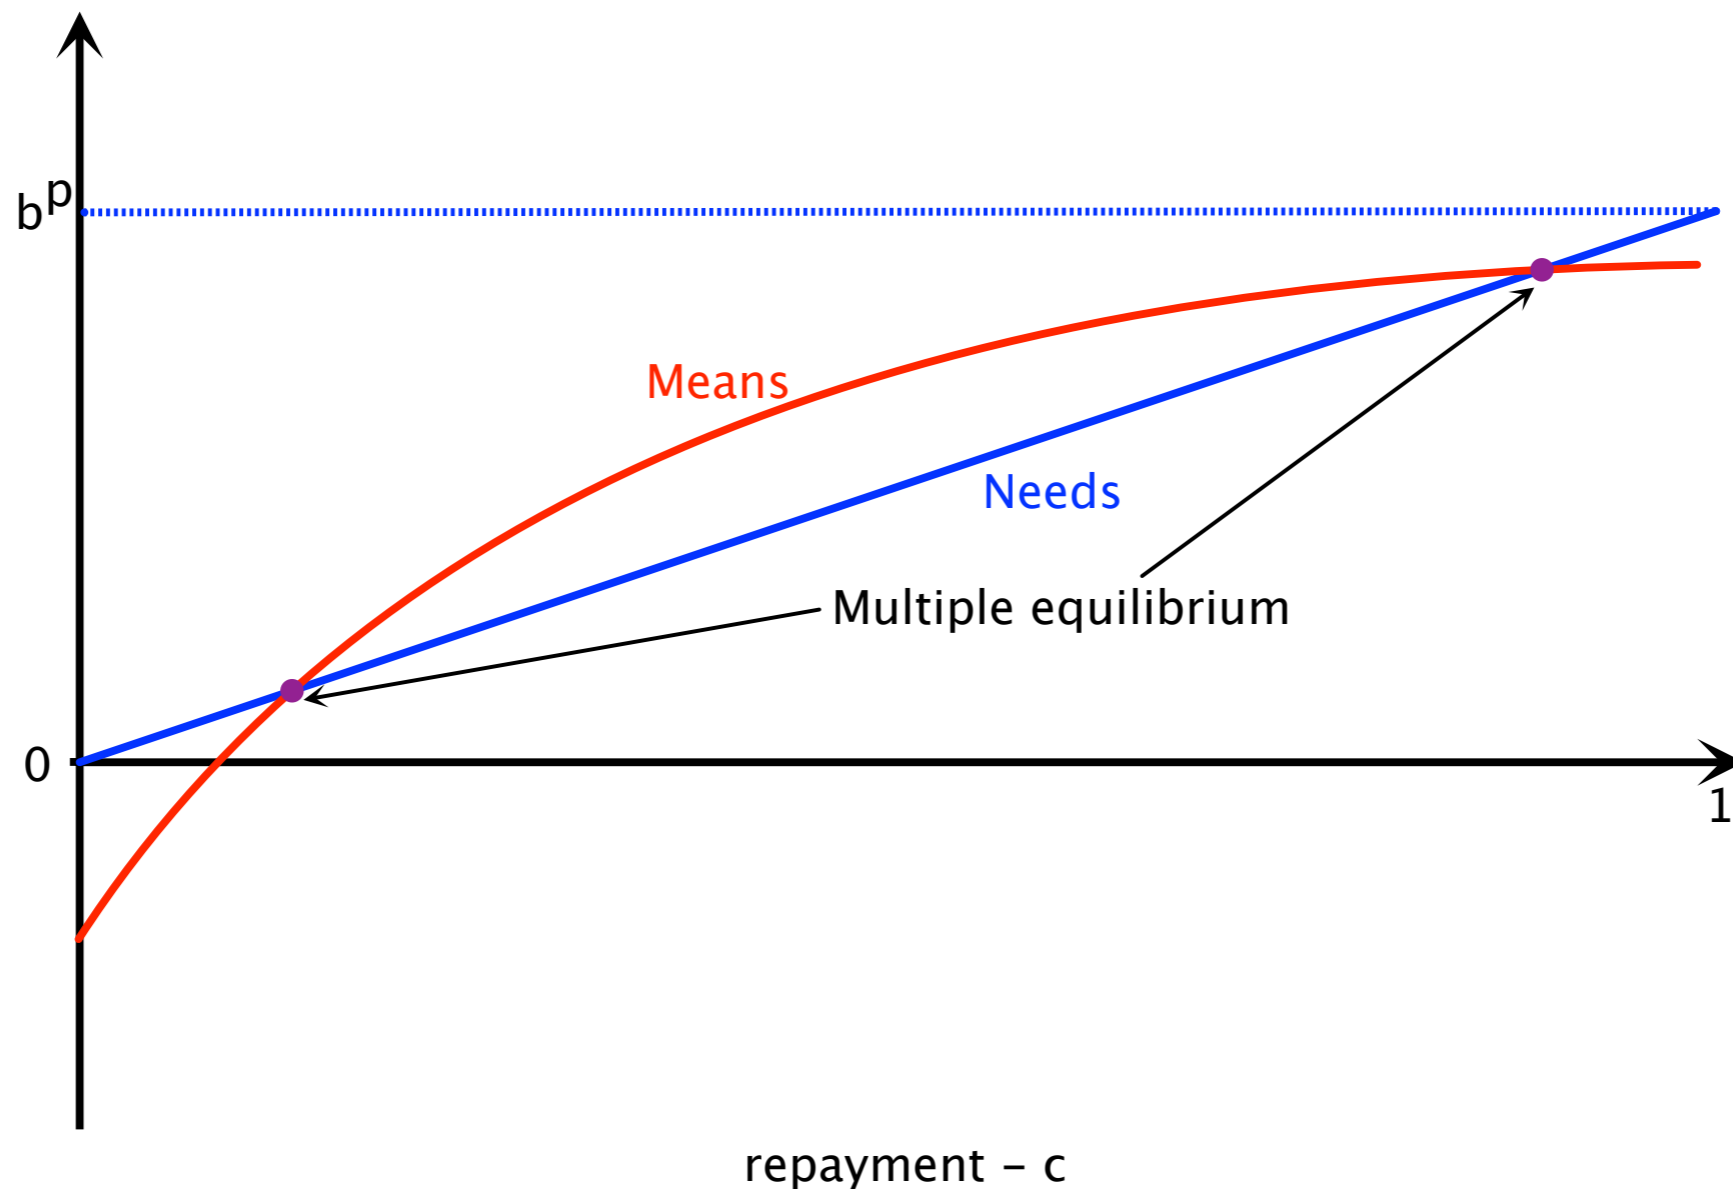 b^p
Means
Needs
Multiple equilibrium
0
1
repayment – c